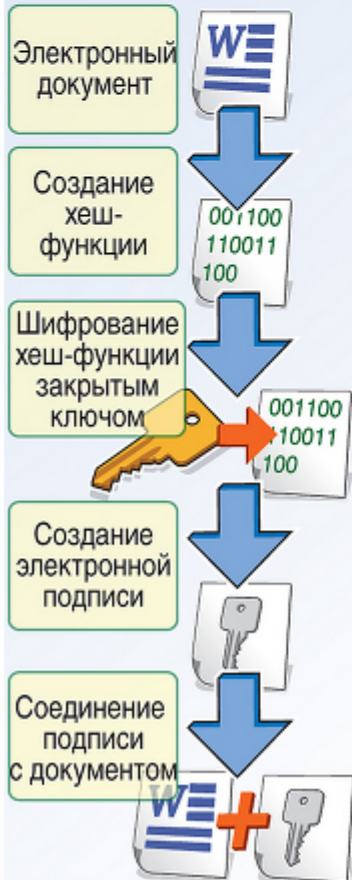 Электронный
документ
W
Создание
хеш-
функции
001100
110011
100
Шифрование
хеш-функции
закрытым
ключом
001100
110011
100
Создание
электронной
подписи
Соединение
подписи
с документом
W